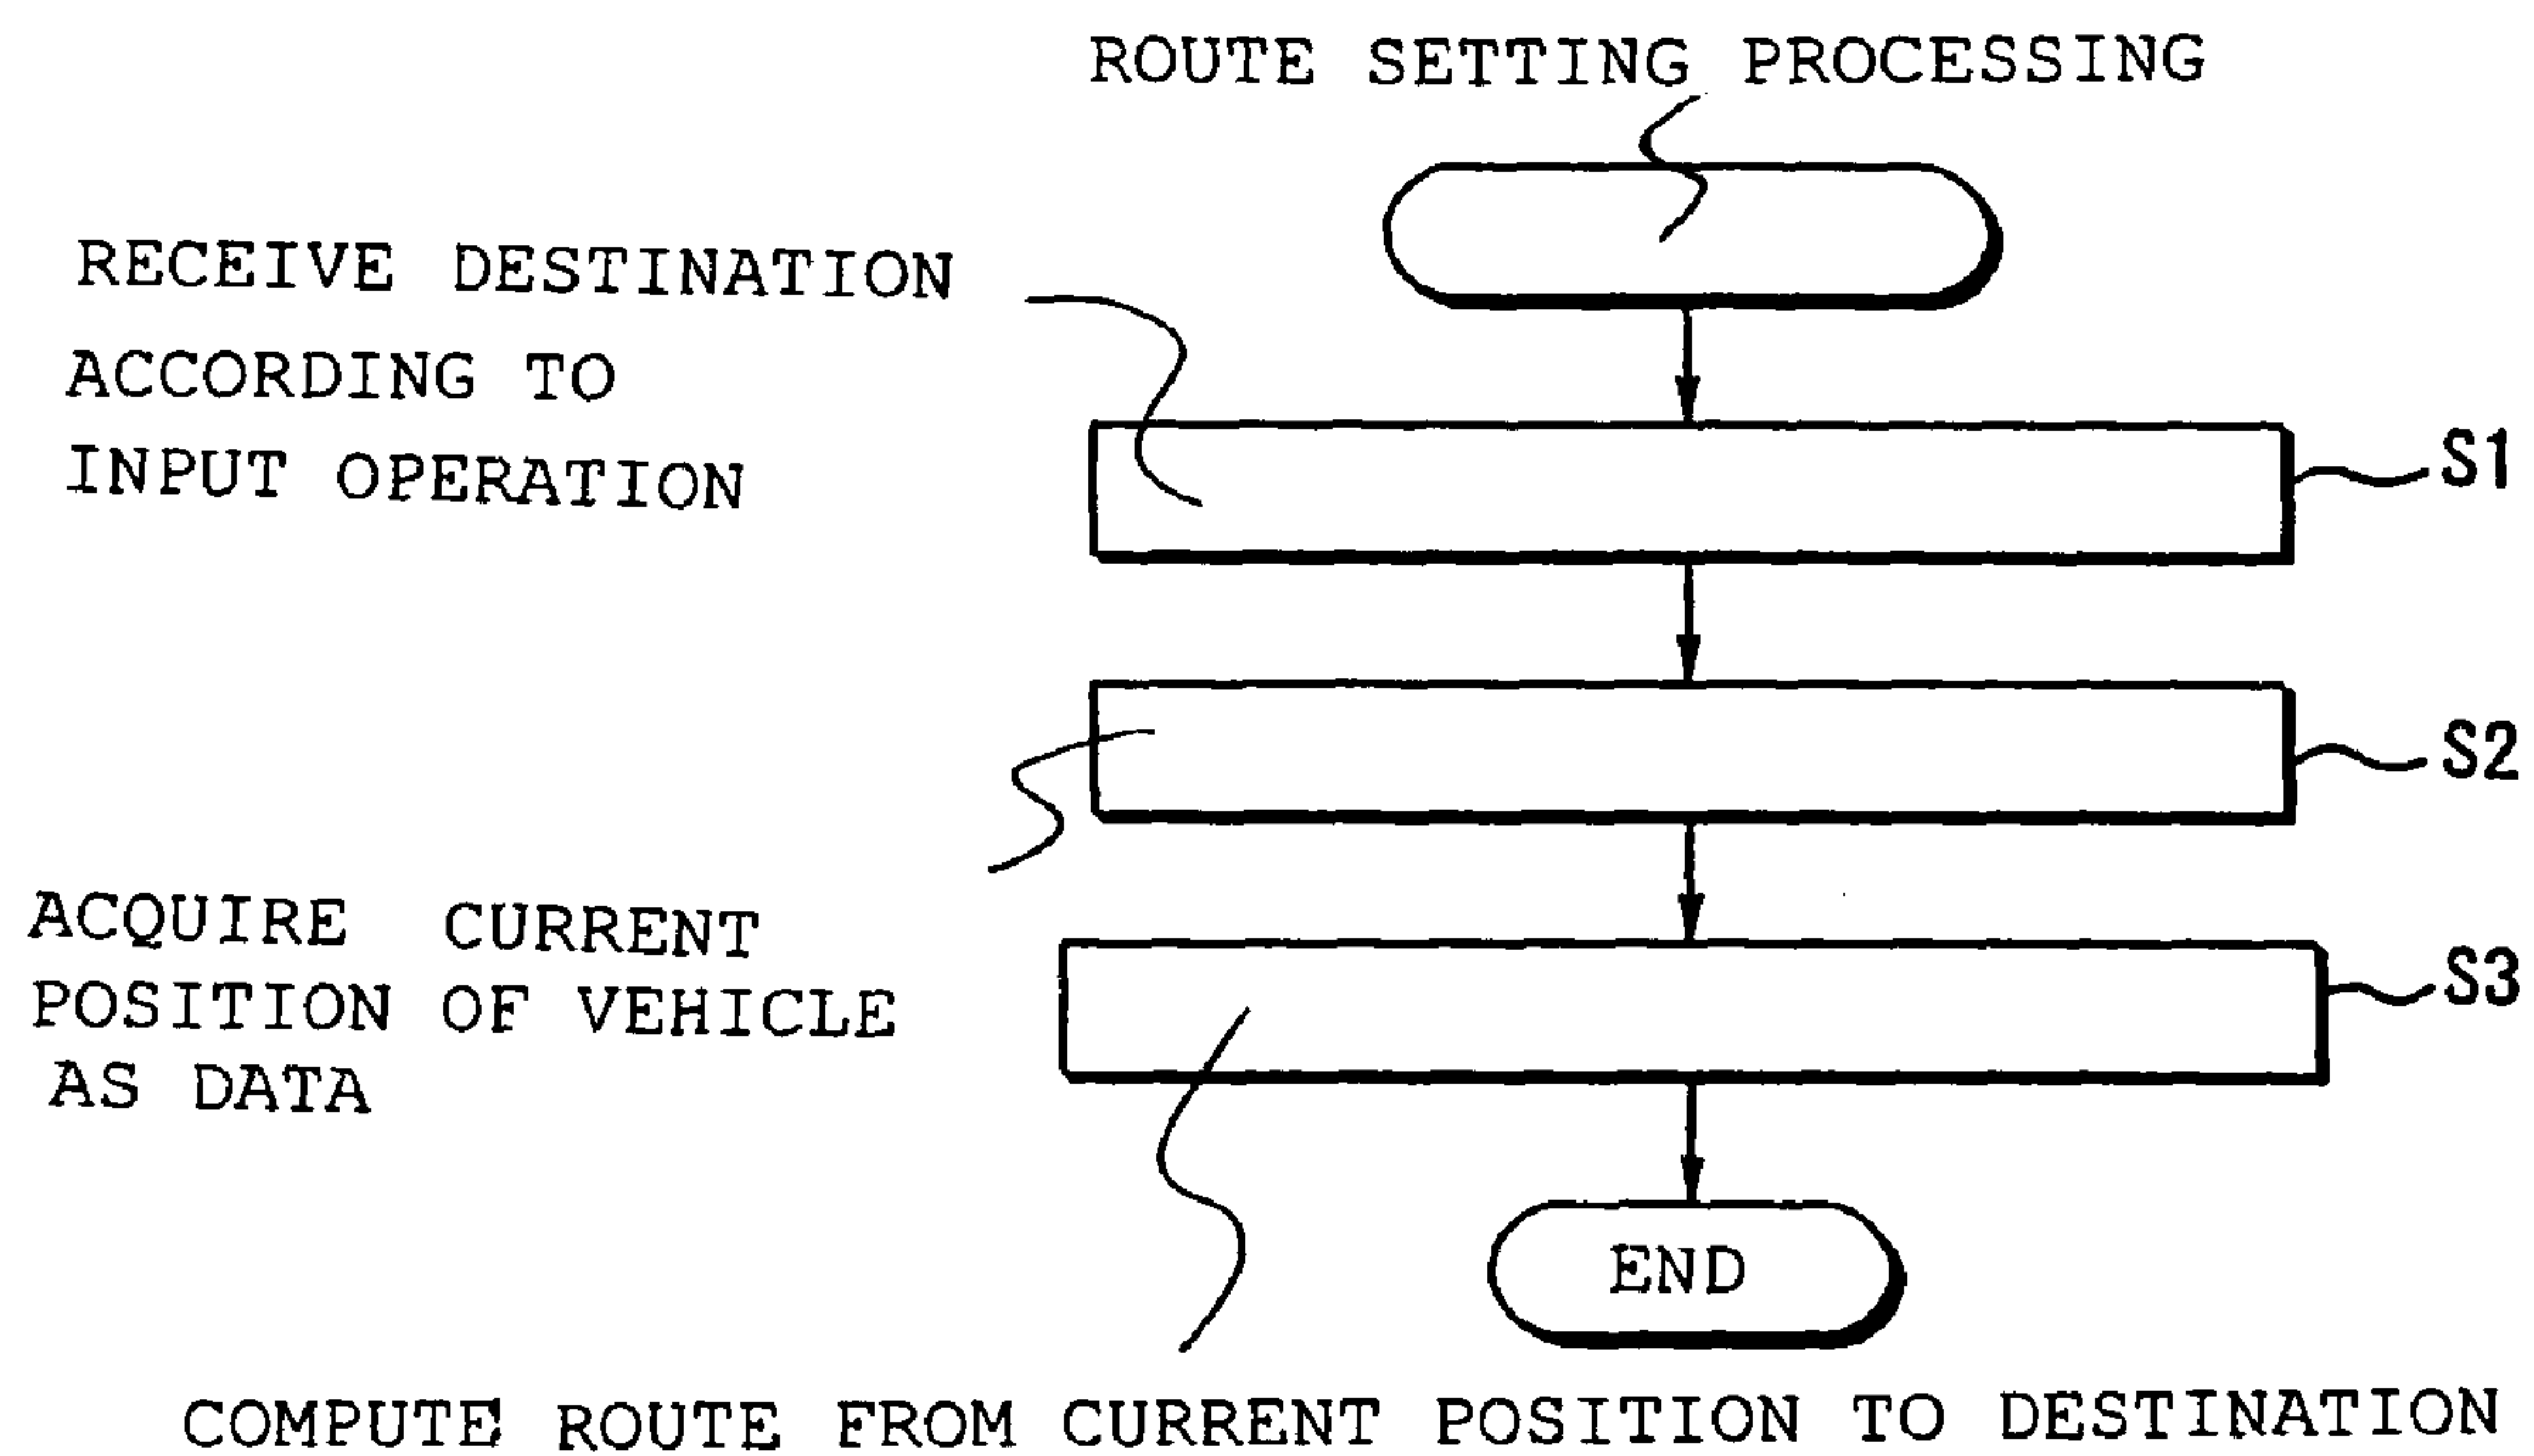 ROUTE SETTING PROCESSING
RECEIVE DESTINATION
ACCORDING TO
INPUT OPERATION
S1
S2
ACQUIRE CURRENT
POSITION OF VEHICLE
AS DATA
S3
END
COMPUTE ROUTE FROM CURRENT POSITION TO DESTINATION